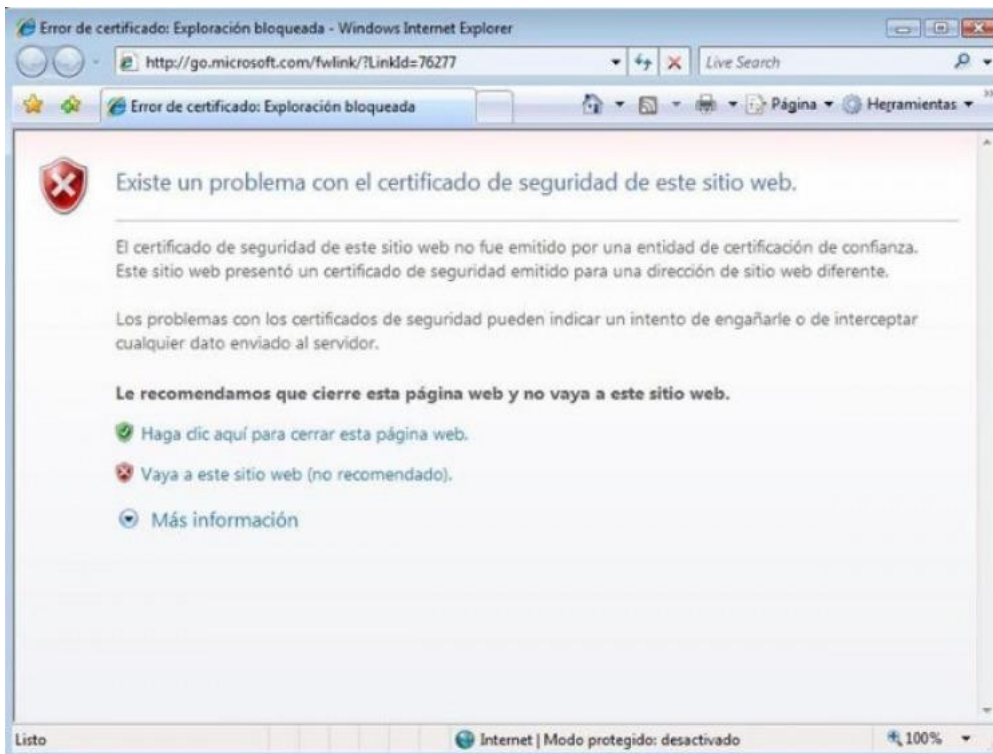 Error de certificado: Exploración bloqueada - Windows Internet Explorer
http://go.microsoft.com/fwlink/?LinkId=76277
Live Search
Error de certificado: Exploración bloqueada
Página
Herramientas
Existe un problema con el certificado de seguridad de este sitio web.
El certificado de seguridad de este sitio web no fue emitido por una entidad de certificación de confianza.
Este sitio web presentó un certificado de seguridad emitido para una dirección de sitio web diferente.
Los problemas con los certificados de seguridad pueden indicar un intento de engañarle o de interceptar
cualquier dato enviado al servidor.
Le recomendamos que cierre esta página web y no vaya a este sitio web.
Haga clic aquí para cerrar esta página web.
Vaya a este sitio web (no recomendado).
Más información
Listo
Internet | Modo protegido: desactivado
100%